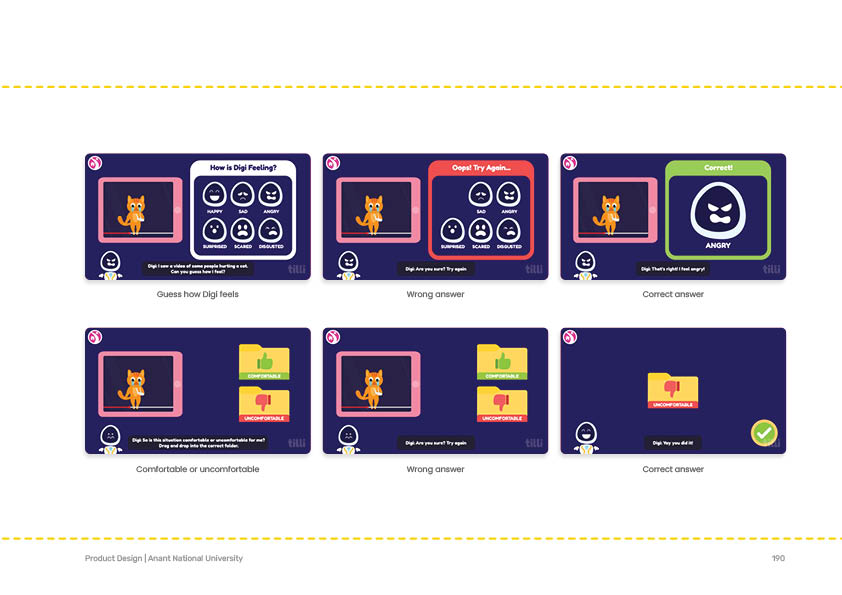 How is Digi Feeling?
HAPPY SAD ANGRY
SURPRISED SCARED DISGUSTED
Digi: I saw a video of some people hurting a cat.
Can you guess how I feel?
tilli
Guess how Digi feels
Oops! Try Again...
SAD ANGRY
SURPRISED SCARED DISGUSTED
Digi: Are you sure? Try again
tilli
Wrong answer
Correct!
ANGRY
Digi: That's right! I feel angry!
tilli
Correct answer
COMFORTABLE
UNCOMFORTABLE
Digi: So is this situation comfortable or uncomfortable for me?
Drag and drop into the correct folder.
tilli
Comfortable or uncomfortable
COMFORTABLE
UNCOMFORTABLE
Digi: Are you sure? Try again
tilli
Wrong answer
UNCOMFORTABLE
Digi: Yey you did it!
tilli
Correct answer
Product Design | Anant National University
190